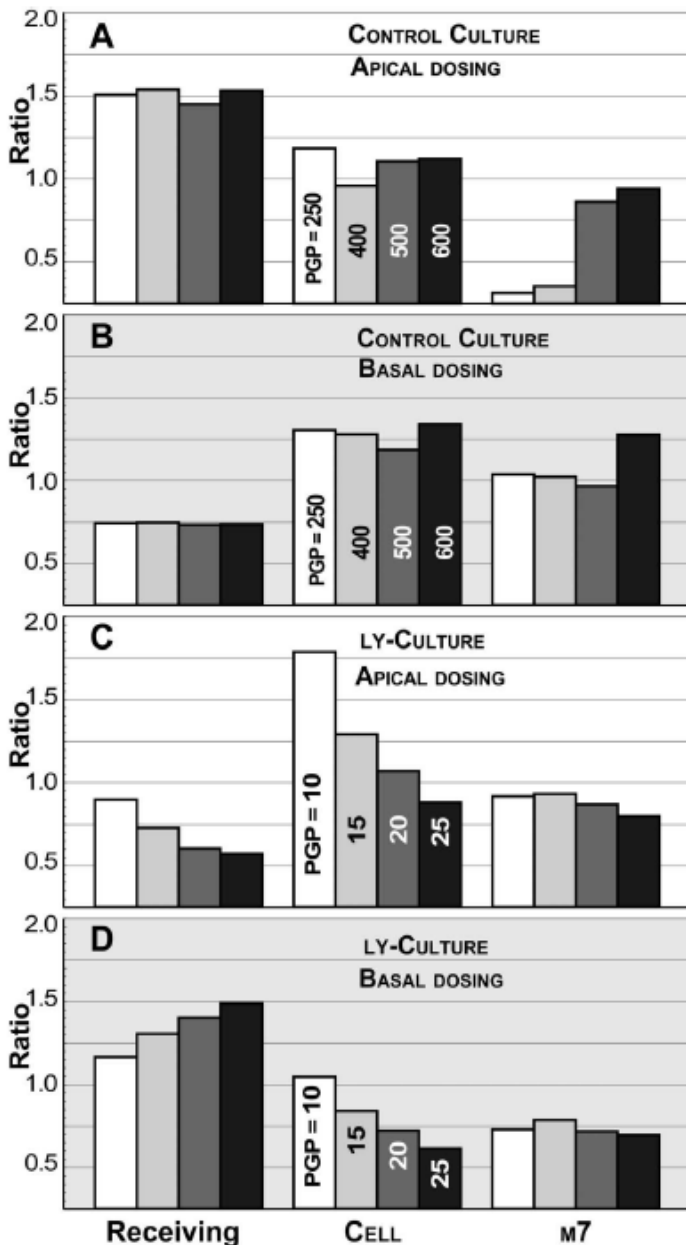 A
CONTROL CULTURE
APICAL DOSING
2.0
1.5
1.0
0.5
Ratio
PGP = 250
400
500
600
B
CONTROL CULTURE
BASAL DOSING
2.0
1.5
1.0
0.5
Ratio
PGP = 250
400
500
600
C
LY-CULTURE
APICAL DOSING
2.0
1.5
1.0
0.5
Ratio
PGP = 10
15
20
25
D
LY-CULTURE
BASAL DOSING
2.0
1.5
1.0
0.5
Ratio
PGP = 10
15
20
25
Receiving CELL M7